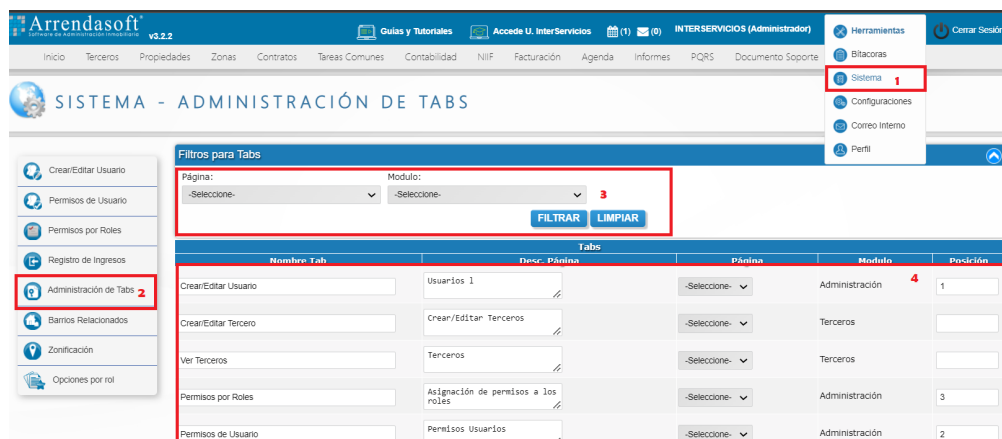 Arrendasoft®
Software de Administración Inmobiliaria v3.2.2
Guías y Tutoriales
Accede U. InterServicios
(1) (0)
INTERSERVICIOS (Administrador)
Herramientas
Cerrar Sesión
Inicio Terceros Propiedades Zonas Contratos Tareas Comunes Contabilidad NIIF Facturación Agenda Informes PQRS Documento Soporte
Bitácoras
Sistema 1
Configuraciones
Correo Interno
Perfil
SISTEMA - ADMINISTRACIÓN DE TABS
Crear/Editar Usuario
Permisos de Usuario
Permisos por Roles
Registro de Ingresos
Administración de Tabs 2
Barrios Relacionados
Zonificación
Opciones por rol
Filtros para Tabs
Página: Modulo:
-Seleccione- -Seleccione- 3
FILTRAR LIMPIAR
Tabs
Nombre Tab Desc. Página Página Modulo Posición
Crear/Editar Usuario Usuarios l -Seleccione- Administración 4 1
Crear/Editar Tercero Crear/Editar Terceros -Seleccione- Terceros
Ver Terceros Terceros -Seleccione- Terceros
Permisos por Roles Asignación de permisos a los roles -Seleccione- Administración 3
Permisos de Usuario Permisos Usuarios -Seleccione- Administración 2